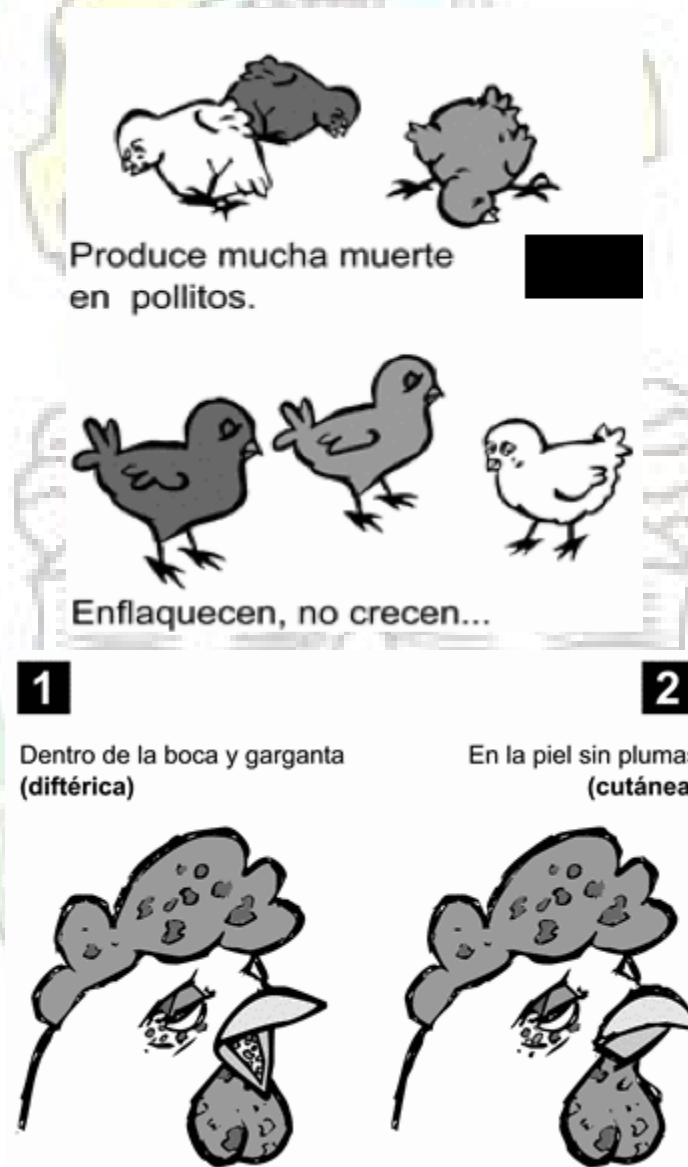 Produce mucha muerte
en pollitos.
Enflaquecen, no crecen...
1
2
Dentro de la boca y garganta
(diftérica)
En la piel sin plumas
(cutánea